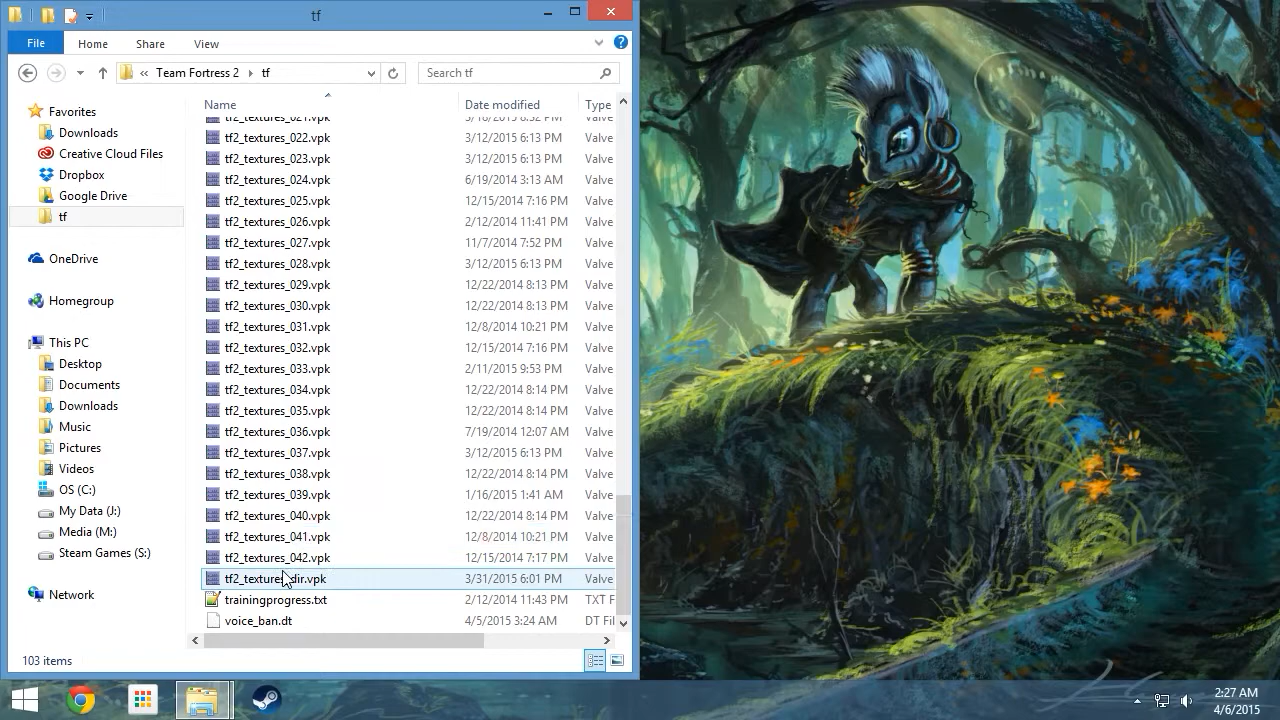 tf
File Home Share View
« Team Fortress 2 tf
Search tf
Name Date modified Type
tf2_textures_021.vpk 3/18/2015 8:32 PM Valve
tf2_textures_022.vpk 3/12/2015 6:13 PM Valve
tf2_textures_023.vpk 3/12/2015 6:13 PM Valve
tf2_textures_024.vpk 6/19/2014 3:13 AM Valve
tf2_textures_025.vpk 12/15/2014 7:16 PM Valve
tf2_textures_026.vpk 2/12/2014 11:41 PM Valve
tf2_textures_027.vpk 11/7/2014 7:52 PM Valve
tf2_textures_028.vpk 3/12/2015 6:13 PM Valve
tf2_textures_029.vpk 12/22/2014 8:13 PM Valve
tf2_textures_030.vpk 12/22/2014 8:13 PM Valve
tf2_textures_031.vpk 12/8/2014 10:21 PM Valve
tf2_textures_032.vpk 12/15/2014 7:16 PM Valve
tf2_textures_033.vpk 2/11/2015 9:53 PM Valve
tf2_textures_034.vpk 12/22/2014 8:14 PM Valve
tf2_textures_035.vpk 12/22/2014 8:14 PM Valve
tf2_textures_036.vpk 7/19/2014 12:07 AM Valve
tf2_textures_037.vpk 3/12/2015 6:13 PM Valve
tf2_textures_038.vpk 12/22/2014 8:14 PM Valve
tf2_textures_039.vpk 1/16/2015 1:41 AM Valve
tf2_textures_040.vpk 12/22/2014 8:14 PM Valve
tf2_textures_041.vpk 12/8/2014 10:21 PM Valve
tf2_textures_042.vpk 12/15/2014 7:17 PM Valve
tf2_textures_dir.vpk 3/31/2015 6:01 PM Valve
trainingprogress.txt 2/12/2014 11:43 PM TXT F
voice_ban.dt 4/5/2015 3:24 AM DT Fil
Favorites
Downloads
Creative Cloud Files
Dropbox
Google Drive
tf
OneDrive
Homegroup
This PC
Desktop
Documents
Downloads
Music
Pictures
Videos
OS (C:)
My Data (J:)
Media (M:)
Steam Games (S:)
Network
103 items
2:27 AM
4/6/2015